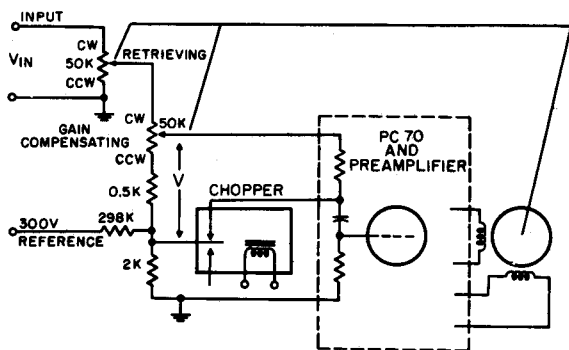 INPUT
CW
50K
CCW
RETRIEVING
VIN
GAIN
COMPENSATING
CW
50K
CCW
V
0.5K
CHOPPER
300V
REFERENCE
298K
2K
PC 70
AND
PREAMPLIFIER